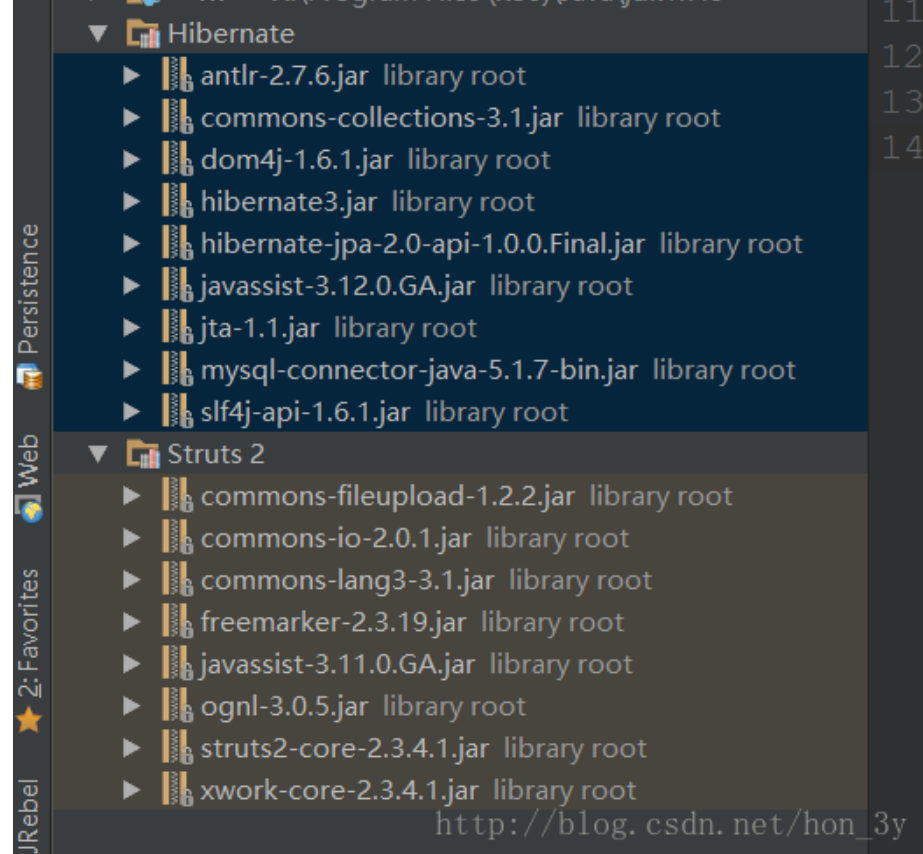 Hibernate
antlr-2.7.6.jar library root
commons-collections-3.1.jar library root
dom4j-1.6.1.jar library root
hibernate3.jar library root
hibernate-jpa-2.0-api-1.0.0.Final.jar library root
javassist-3.12.0.GA.jar library root
jta-1.1.jar library root
mysql-connector-java-5.1.7-bin.jar library root
slf4j-api-1.6.1.jar library root
Struts 2
commons-fileupload-1.2.2.jar library root
commons-io-2.0.1.jar library root
commons-lang3-3.1.jar library root
freemarker-2.3.19.jar library root
javassist-3.11.0.GA.jar library root
ognl-3.0.5.jar library root
struts2-core-2.3.4.1.jar library root
xwork-core-2.3.4.1.jar library root
Persistence
Web
2: Favorites
JRebel
11
12
13
14
http://blog.csdn.net/hon_3y